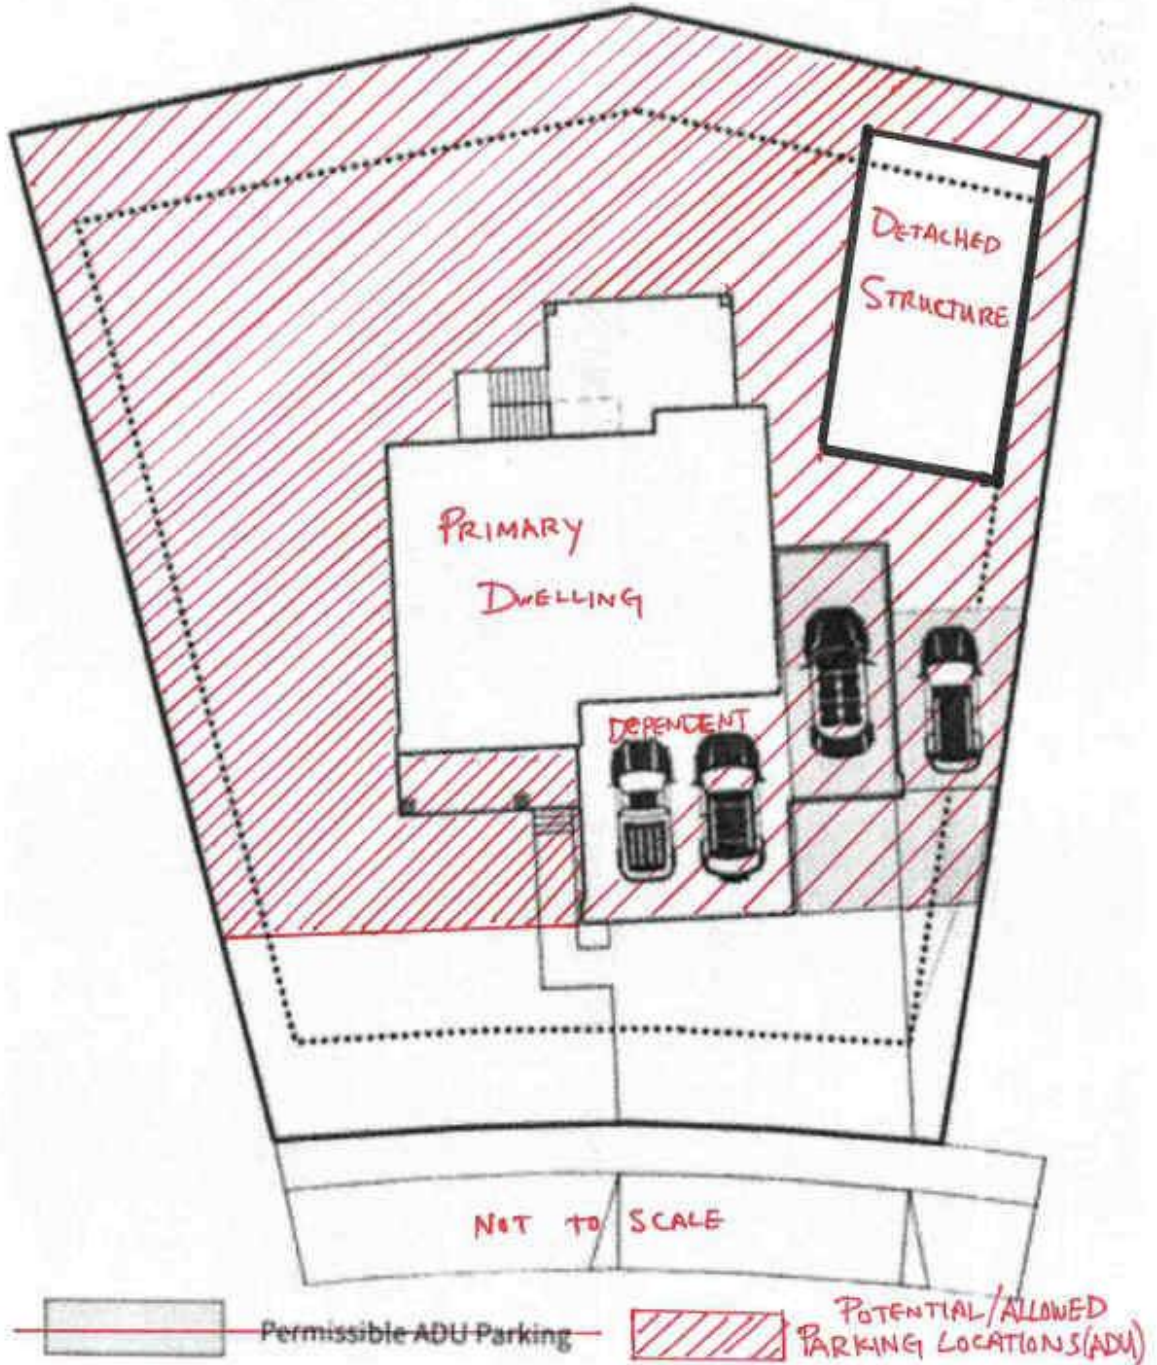 DETACHED
STRUCTURE
PRIMARY
DWELLING
DEPENDENT
NOT TO SCALE
Permissible ADU Parking
POTENTIAL/ALLOWED
PARKING LOCATIONS(ADU)